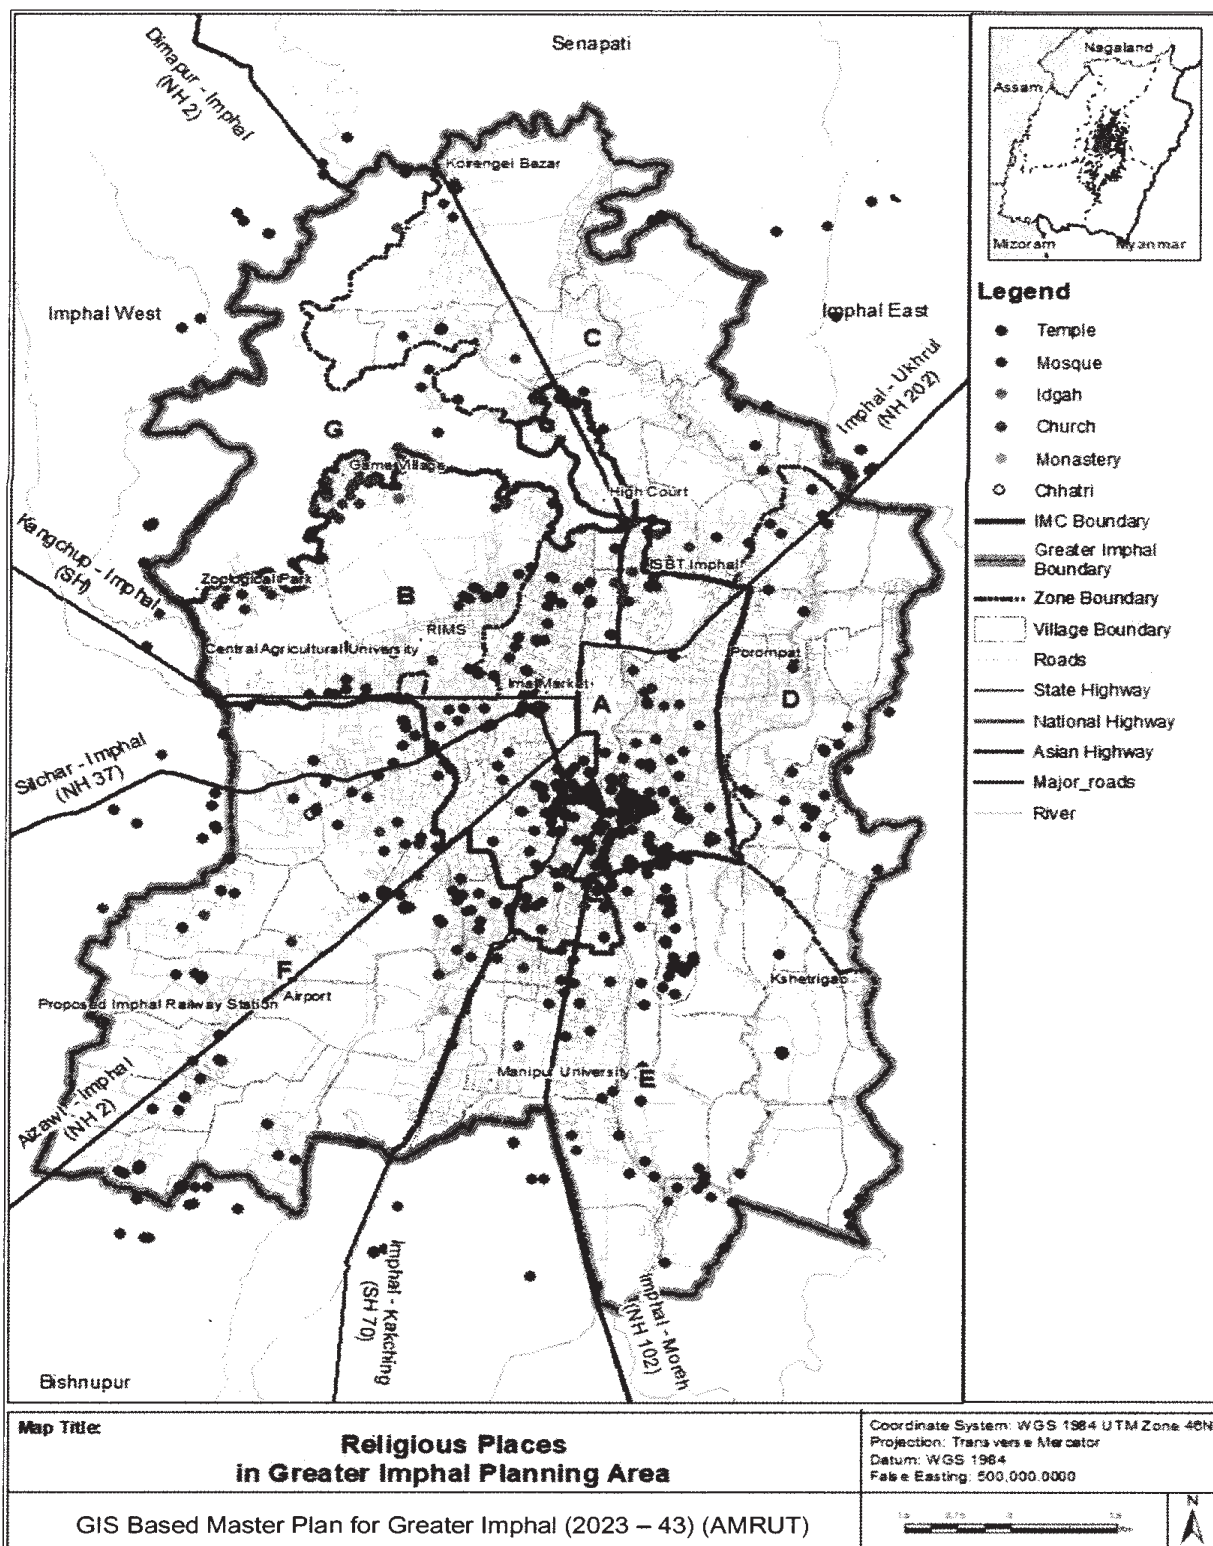 Senapati
Dimapur - Imphal
(NH 2)
Korengei Bazar
Imphal West
Imphal East
C
Imphal - Ukhrul
(NH 202)
G
Game Village
High Court
Kangchup - Imphal
(SH)
ISBT Imphal
Zoological Park
B
RIMS
Central Agricultural University
Porompat
Ima Market
A
D
Silchar - Imphal
(NH 37)
F
Airport
Kshetrigao
Proposed Imphal Railway Station
Manipur University
E
Aizawl - Imphal
(NH 2)
Imphal - Kakching
(SH 70)
Imphal - Moreh
(NH 102)
Bishnupur
Nagaland
Assam
Mizoram
Myanmar
Legend
Temple
Mosque
Idgah
Church
Monastery
Chhatri
IMC Boundary
Greater Imphal
Boundary
Zone Boundary
Village Boundary
Roads
State Highway
National Highway
Asian Highway
Major_roads
River
Map Title:
Religious Places
in Greater Imphal Planning Area
GIS Based Master Plan for Greater Imphal (2023 – 43) (AMRUT)
Coordinate System: WGS 1984 UTM Zone 46N
Projection: Transverse Mercator
Datum: WGS 1984
False Easting: 500,000.0000
N